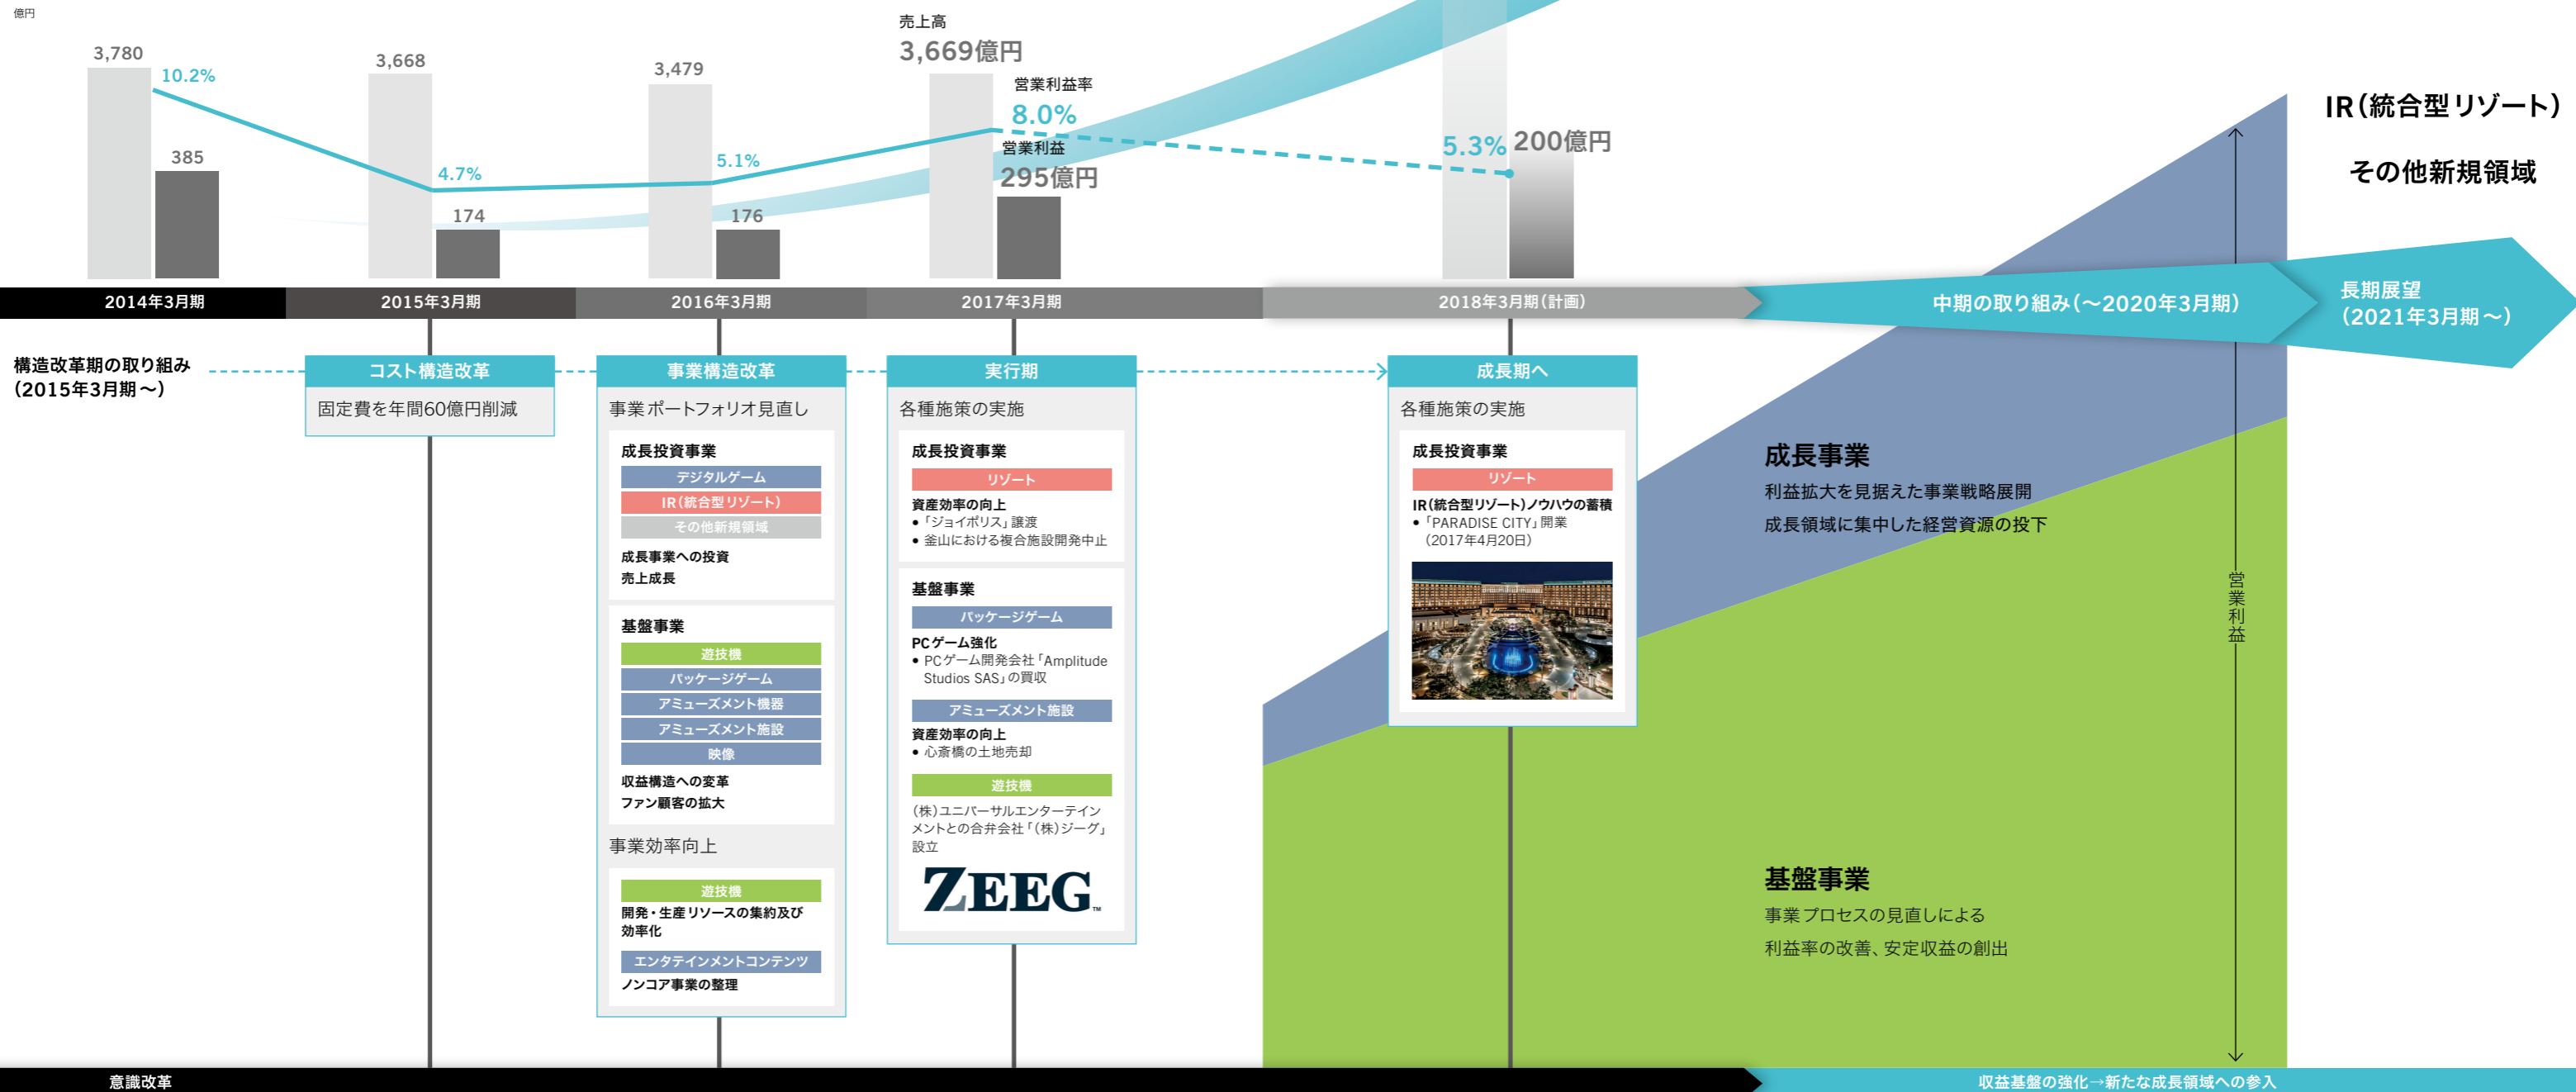 億円
3,780
10.2%
385
3,668
4.7%
174
3,479
5.1%
176
売上高
3,669億円
営業利益率
8.0%
営業利益
295億円
5.3%
200億円
IR(統合型リゾート)
その他新規領域
2014年3月期
2015年3月期
2016年3月期
2017年3月期
2018年3月期(計画)
中期の取り組み(～2020年3月期)
長期展望
(2021年3月期～)
構造改革期の取り組み
(2015年3月期～)
コスト構造改革
固定費を年間60億円削減
事業構造改革
事業ポートフォリオ見直し
成長投資事業
デジタルゲーム
IR(統合型リゾート)
その他新規領域
成長事業への投資
売上成長
基盤事業
遊技機
パッケージゲーム
アミューズメント機器
アミューズメント施設
映像
収益構造への変革
ファン顧客の拡大
事業効率向上
遊技機
開発・生産リソースの集約及び
効率化
エンタテインメントコンテンツ
ノンコア事業の整理
実行期
各種施策の実施
成長投資事業
リゾート
資産効率の向上
• 「ジョイポリス」譲渡
• 釜山における複合施設開発中止
基盤事業
パッケージゲーム
PCゲーム強化
• PCゲーム開発会社「Amplitude
Studios SAS」の買収
アミューズメント施設
資産効率の向上
• 心斎橋の土地売却
遊技機
(株)ユニバーサルエンターテイン
メントとの合弁会社「(株)ジーグ」
設立
ZEEG™
成長期へ
各種施策の実施
成長投資事業
リゾート
IR(統合型リゾート)ノウハウの蓄積
• 「PARADISE CITY」開業
(2017年4月20日)
成長事業
利益拡大を見据えた事業戦略展開
成長領域に集中した経営資源の投下
営業利益
基盤事業
事業プロセスの見直しによる
利益率の改善、安定収益の創出
意識改革
収益基盤の強化→新たな成長領域への参入